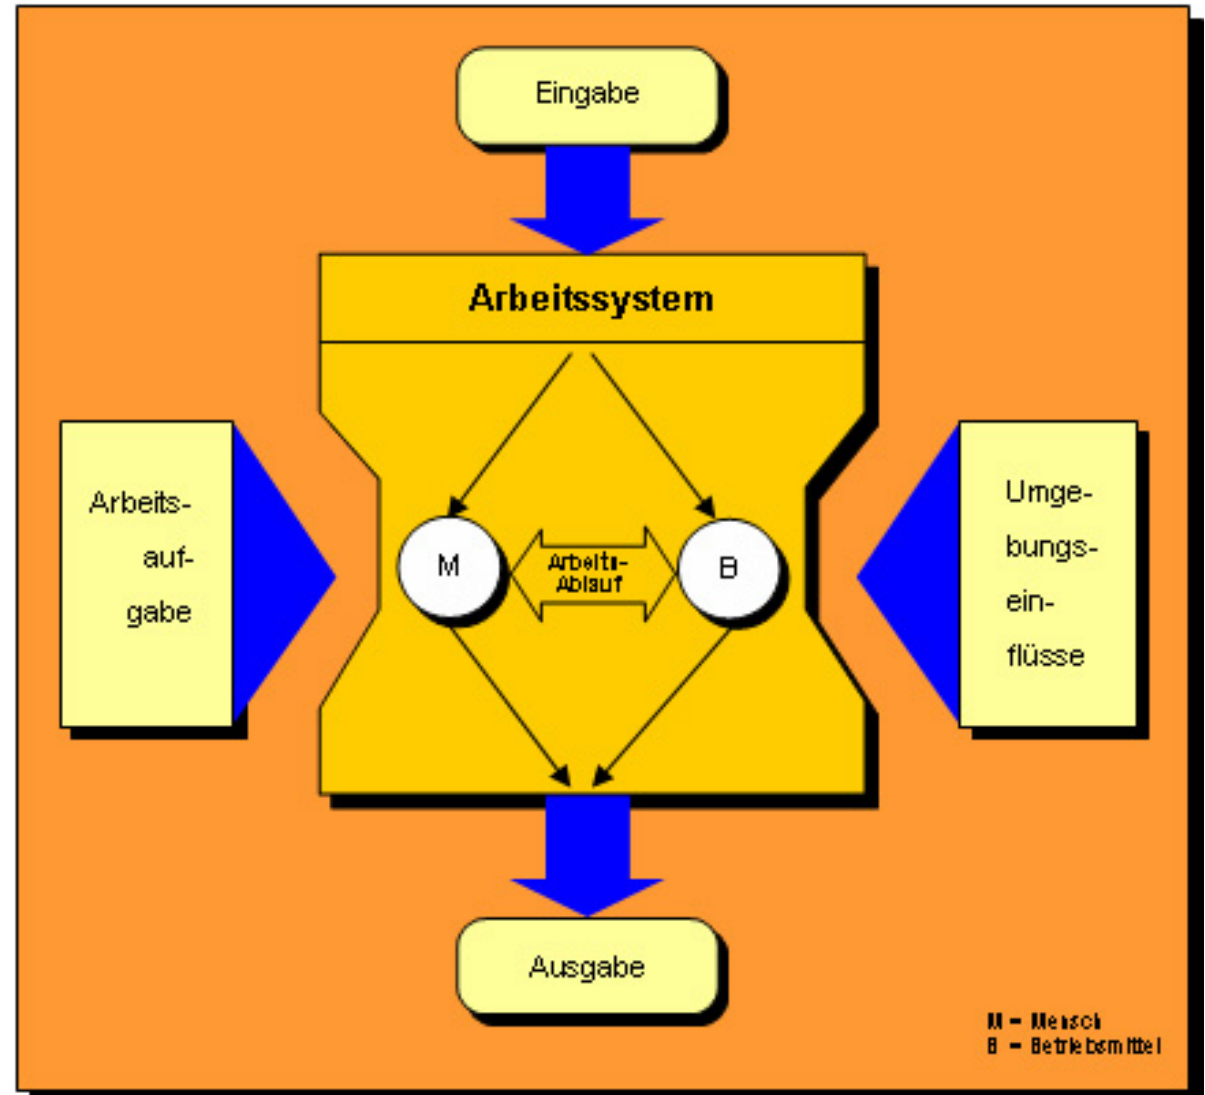 Eingabe
Arbeitssystem
Arbeits-
auf-
gabe
M
Arbeits-
Ablauf
B
Umge-
bungs-
ein-
flüsse
Ausgabe
M = Mensch
B = Betriebsmittel